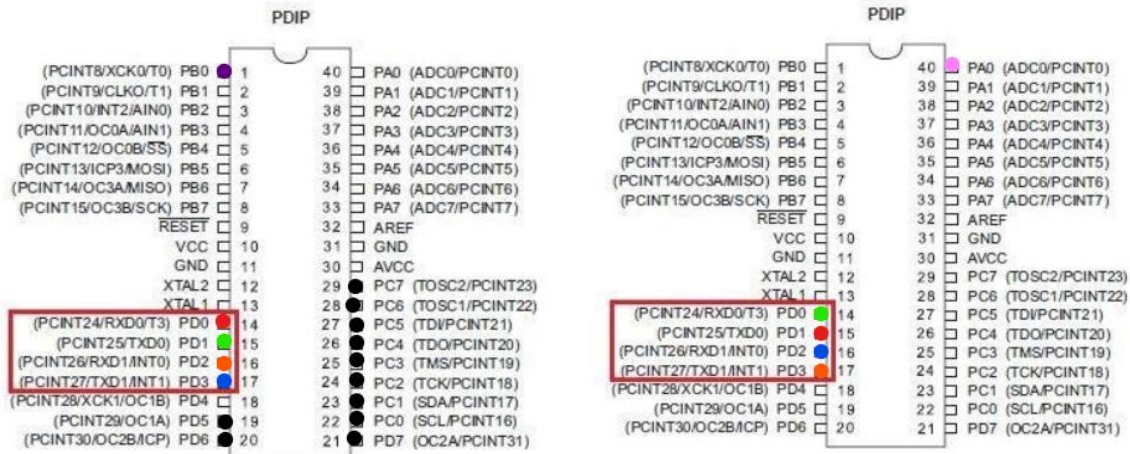 PDIP
(PCINT8/XCK0/T0) PB0 1 40 PA0 (ADC0/PCINT0)
(PCINT9/CLKO/T1) PB1 2 39 PA1 (ADC1/PCINT1)
(PCINT10/INT2/AIN0) PB2 3 38 PA2 (ADC2/PCINT2)
(PCINT11/OC0A/AIN1) PB3 4 37 PA3 (ADC3/PCINT3)
(PCINT12/OC0B/SS) PB4 5 36 PA4 (ADC4/PCINT4)
(PCINT13/ICP3/MOSI) PB5 6 35 PA5 (ADC5/PCINT5)
(PCINT14/OC3A/MISO) PB6 7 34 PA6 (ADC6/PCINT6)
(PCINT15/OC3B/SCK) PB7 8 33 PA7 (ADC7/PCINT7)
RESET 9 32 AREF
VCC 10 31 GND
GND 11 30 AVCC
XTAL2 12 29 PC7 (TOSC2/PCINT23)
XTAL1 13 28 PC6 (TOSC1/PCINT22)
(PCINT24/RXD0/T3) PD0 14 27 PC5 (TDI/PCINT21)
(PCINT25/TXD0) PD1 15 26 PC4 (TDO/PCINT20)
(PCINT26/RXD1/INT0) PD2 16 25 PC3 (TMS/PCINT19)
(PCINT27/TXD1/INT1) PD3 17 24 PC2 (TCK/PCINT18)
(PCINT28/XCK1/OC1B) PD4 18 23 PC1 (SDA/PCINT17)
(PCINT29/OC1A) PD5 19 22 PC0 (SCL/PCINT16)
(PCINT30/OC2B/ICP) PD6 20 21 PD7 (OC2A/PCINT31)
PDIP
(PCINT8/XCK0/T0) PB0 1 40 PA0 (ADC0/PCINT0)
(PCINT9/CLKO/T1) PB1 2 39 PA1 (ADC1/PCINT1)
(PCINT10/INT2/AIN0) PB2 3 38 PA2 (ADC2/PCINT2)
(PCINT11/OC0A/AIN1) PB3 4 37 PA3 (ADC3/PCINT3)
(PCINT12/OC0B/SS) PB4 5 36 PA4 (ADC4/PCINT4)
(PCINT13/ICP3/MOSI) PB5 6 35 PA5 (ADC5/PCINT5)
(PCINT14/OC3A/MISO) PB6 7 34 PA6 (ADC6/PCINT6)
(PCINT15/OC3B/SCK) PB7 8 33 PA7 (ADC7/PCINT7)
RESET 9 32 AREF
VCC 10 31 GND
GND 11 30 AVCC
XTAL2 12 29 PC7 (TOSC2/PCINT23)
XTAL1 13 28 PC6 (TOSC1/PCINT22)
(PCINT24/RXD0/T3) PD0 14 27 PC5 (TDI/PCINT21)
(PCINT25/TXD0) PD1 15 26 PC4 (TDO/PCINT20)
(PCINT26/RXD1/INT0) PD2 16 25 PC3 (TMS/PCINT19)
(PCINT27/TXD1/INT1) PD3 17 24 PC2 (TCK/PCINT18)
(PCINT28/XCK1/OC1B) PD4 18 23 PC1 (SDA/PCINT17)
(PCINT29/OC1A) PD5 19 22 PC0 (SCL/PCINT16)
(PCINT30/OC2B/ICP) PD6 20 21 PD7 (OC2A/PCINT31)